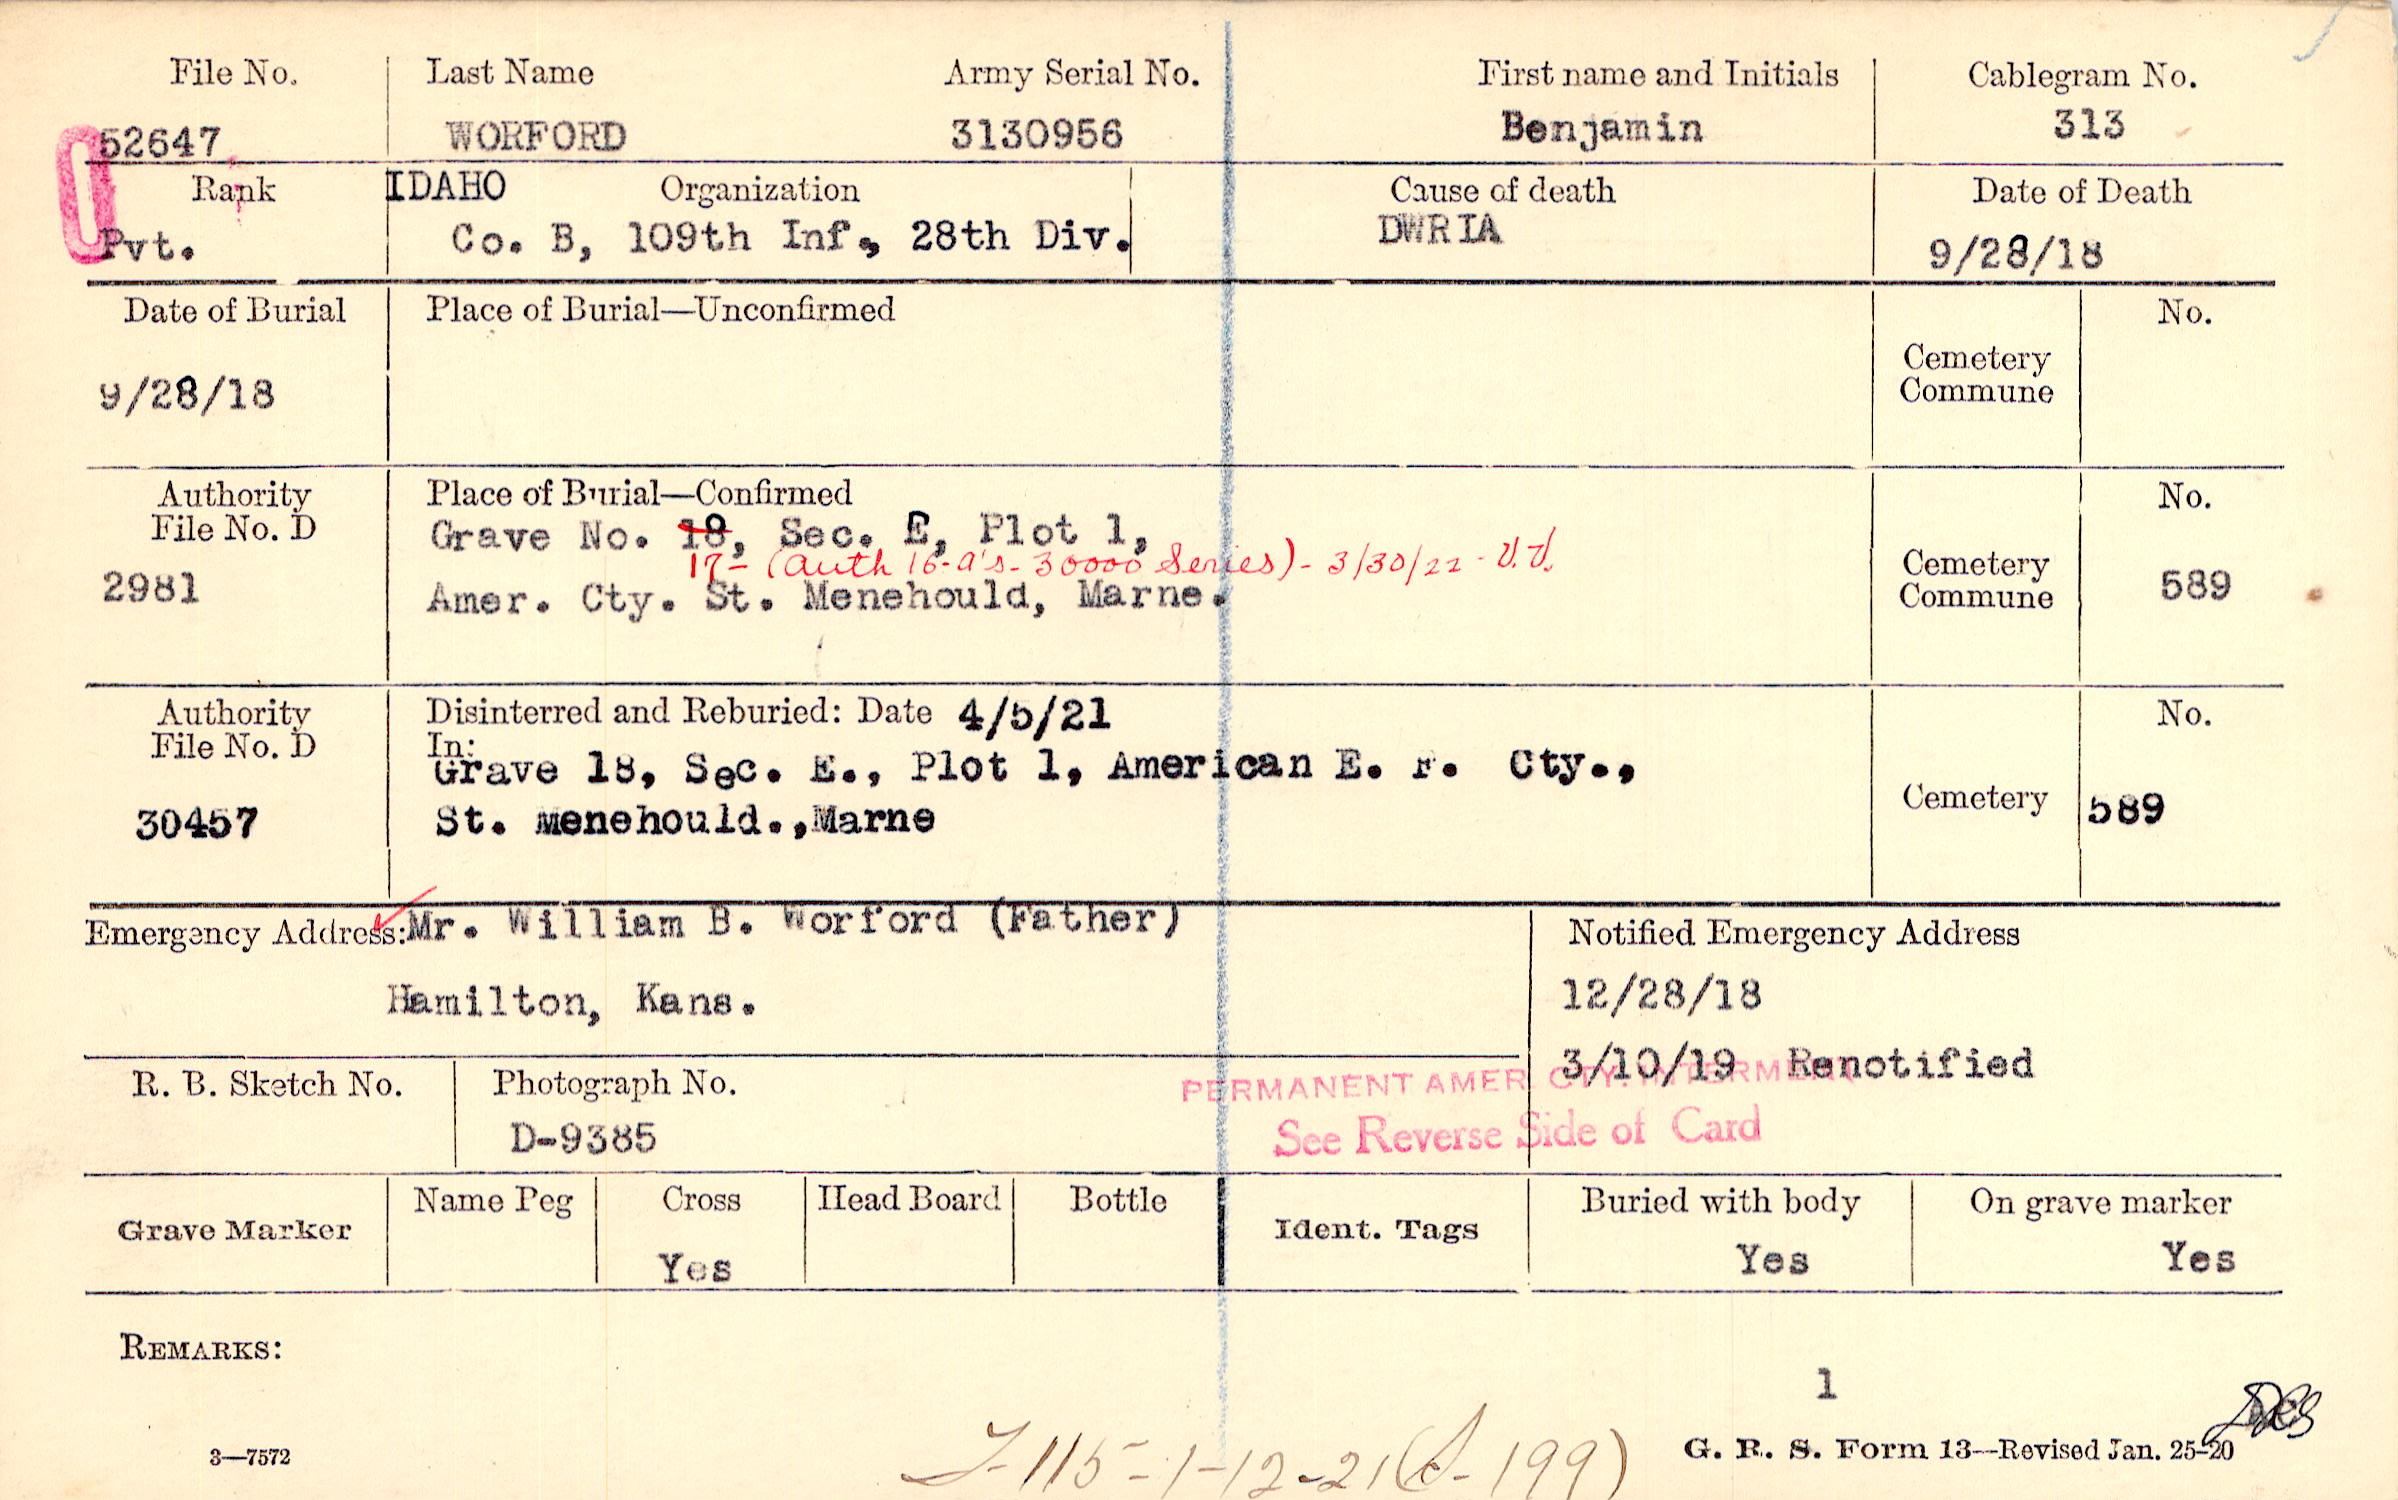 File No. Last Name Army Serial No. First name and Initials Cablegram No.
52647 WORFORD 3130956 Benjamin 313
Rank IDAHO Organization Cause of death Date of Death
Pvt. Co. B, 109th Inf., 28th Div. DWRIA 9/28/18
Date of Burial Place of Burial—Unconfirmed No.
Cemetery
Commune
9/28/18
Authority Place of Burial—Confirmed No.
File No. D Grave No. 18, Sec. E, Plot 1,
17- (Auth 16-a's- 30000 Series) - 3/30/22 - V.V.
2981 Amer. Cty. St. Menehould, Marne. Cemetery
Commune 589
Authority Disinterred and Reburied: Date 4/5/21 No.
File No. D In:
Grave 18, Sec. E., Plot 1, American E. F. Cty.,
30457 St. Menehould.,Marne Cemetery 589
Emergency Address: Mr. William B. Worford (Father) Notified Emergency Address
Hamilton, Kans. 12/28/18
3/10/19 Renotified
R. B. Sketch No. Photograph No. PERMANENT AMER. CTY. INTERMENT
D-9385 See Reverse Side of Card
Grave Marker Name Peg Cross Head Board Bottle Ident. Tags Buried with body On grave marker
Yes Yes Yes
REMARKS:
1
3—7572 G. R. S. Form 13—Revised Jan. 25-20
115-1-12-21 199)